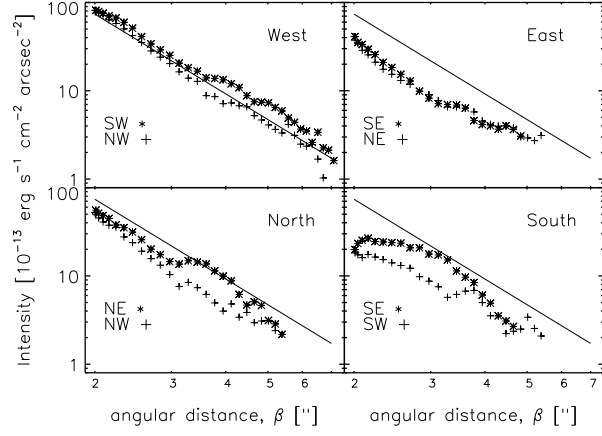 Intensity [10⁻¹³ erg s⁻¹ cm⁻² arcsec⁻²]
100
10
1
West
SW *
NW +
East
SE *
NE +
100
10
1
North
NE *
NW +
South
SE *
SW +
2 3 4 5 6
2 3 4 5 6 7
angular distance, β ["]
angular distance, β ["]